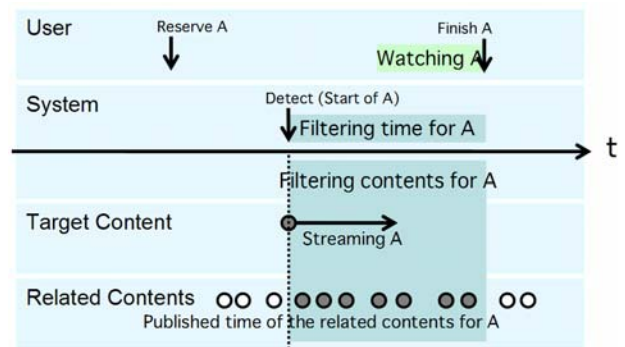 User
Reserve A
Finish A
Watching A
System
Detect (Start of A)
Filtering time for A
t
Filtering contents for A
Target Content
Streaming A
Related Contents
Published time of the related contents for A